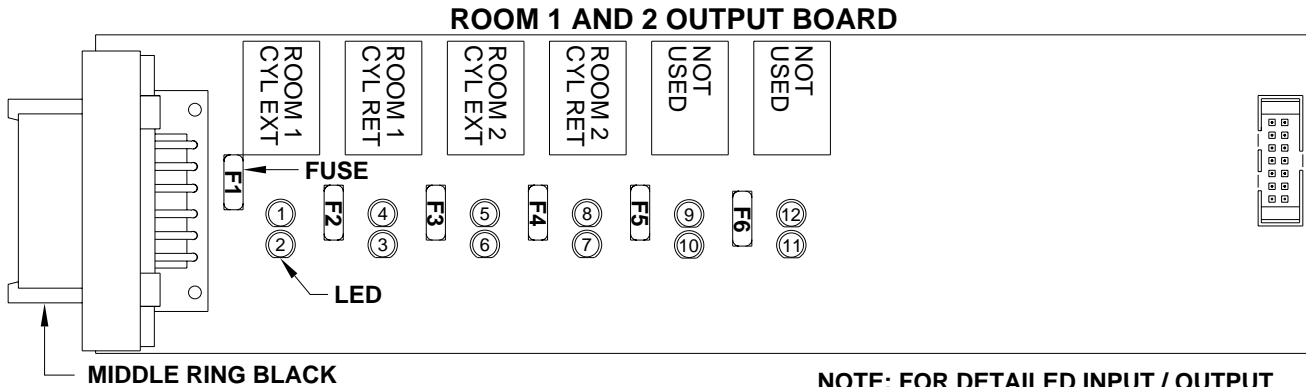 ROOM 1 AND 2 OUTPUT BOARD
ROOM 1
CYL EXT
ROOM 1
CYL RET
ROOM 2
CYL EXT
ROOM 2
CYL RET
NOT
USED
NOT
USED
FUSE
F1
F2
F3
F4
F5
F6
1
4
5
8
9
12
2
3
6
7
10
11
LED
MIDDLE RING BLACK
NOTE: FOR DETAILED INPUT / OUTPUT